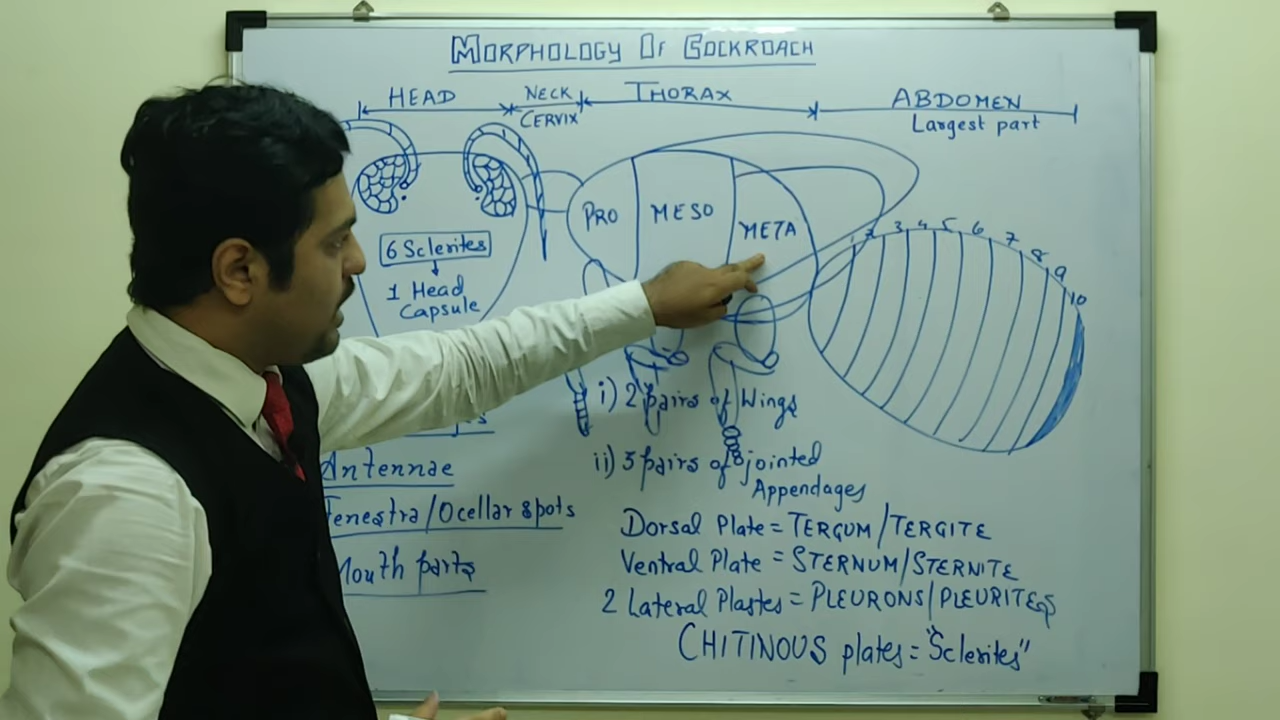 MORPHOLOGY OF COCKROACH
HEAD
NECK
CERVIX
THORAX
ABDOMEN
Largest part
PRO
MESO
META
1 2 3 4 5 6 7 8 9 10
6 Sclerites
1 Head
Capsule
i) 2 pairs of Wings
ii) 3 pairs of jointed
Appendages
Antennae
Fenestra/Ocellar spots
Mouth parts
Dorsal Plate = TERGUM/TERGITE
Ventral Plate = STERNUM/STERNITE
2 Lateral Plastes = PLEURONS/PLEURITES
CHITINOUS plates = "Sclerites"